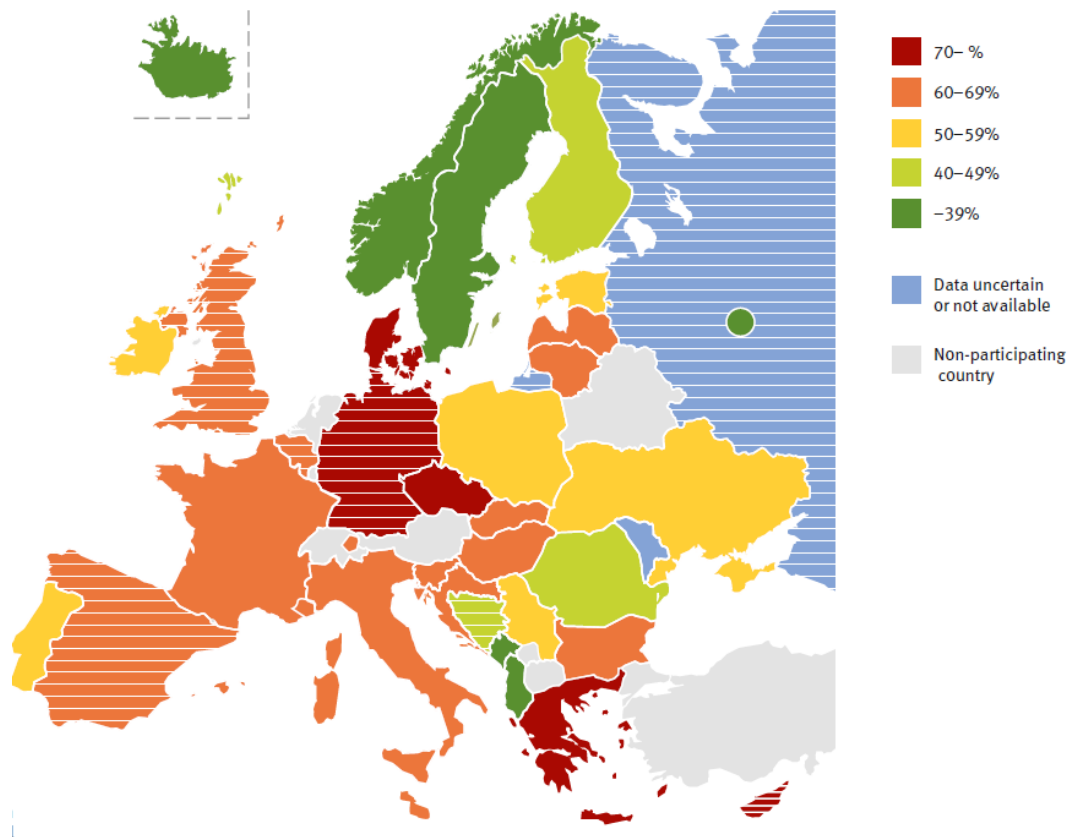 70– %
60–69%
50–59%
40–49%
–39%
Data uncertain
or not available
Non-participating
country